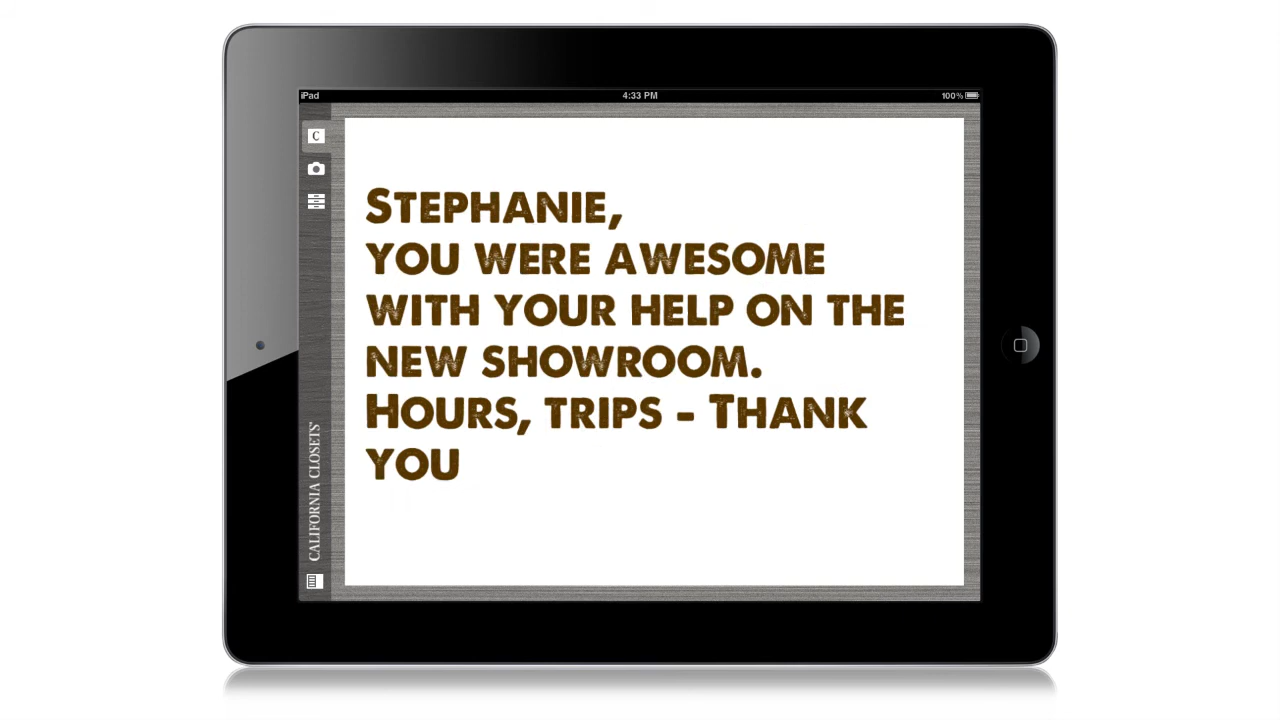 iPad 4:33 PM 100%
C
Stephanie,
you were awesome
with your help on the
new showroom.
Hours, trips - Thank
you
CALIFORNIA CLOSETS